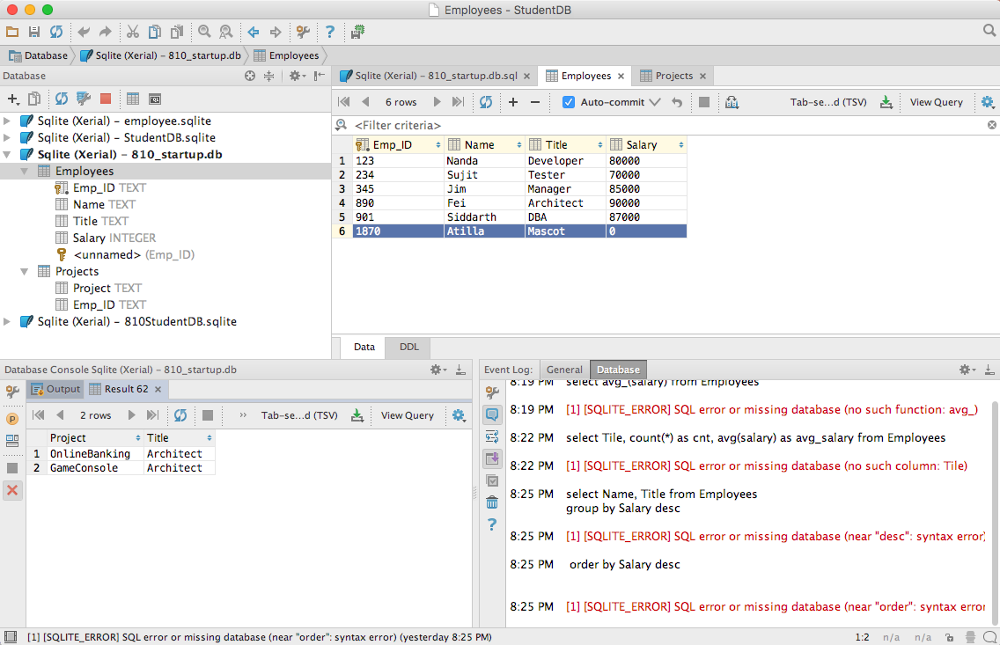 Employees - StudentDB
Database
Sqlite (Xerial) – 810_startup.db
Employees
Database
Sqlite (Xerial) – employee.sqlite
Sqlite (Xerial) – StudentDB.sqlite
Sqlite (Xerial) – 810_startup.db
Employees
Emp_ID TEXT
Name TEXT
Title TEXT
Salary INTEGER
<unnamed> (Emp_ID)
Projects
Project TEXT
Emp_ID TEXT
Sqlite (Xerial) – 810StudentDB.sqlite
Sqlite (Xerial) – 810_startup.db.sql
Employees
Projects
6 rows
Auto-commit
Tab-se...d (TSV)
View Query
<Filter criteria>
Emp_ID Name Title Salary
1 123 Nanda Developer 80000
2 234 Sujit Tester 70000
3 345 Jim Manager 85000
4 890 Fei Architect 90000
5 901 Siddarth DBA 87000
6 1870 Atilla Mascot 0
Data DDL
Database Console Sqlite (Xerial) – 810_startup.db
Output Result 62
2 rows
Tab-se...d (TSV)
View Query
Project Title
1 OnlineBanking Architect
2 GameConsole Architect
Event Log: General Database
8:19 PM select avg_(salary) from Employees
8:19 PM [1] [SQLITE_ERROR] SQL error or missing database (no such function: avg_)
8:22 PM select Tile, count(*) as cnt, avg(salary) as avg_salary from Employees
8:22 PM [1] [SQLITE_ERROR] SQL error or missing database (no such column: Tile)
8:25 PM select Name, Title from Employees
group by Salary desc
8:25 PM [1] [SQLITE_ERROR] SQL error or missing database (near "desc": syntax error)
8:25 PM order by Salary desc
8:25 PM [1] [SQLITE_ERROR] SQL error or missing database (near "order": syntax error
[1] [SQLITE_ERROR] SQL error or missing database (near "order": syntax error) (yesterday 8:25 PM)
1:2 n/a n/a